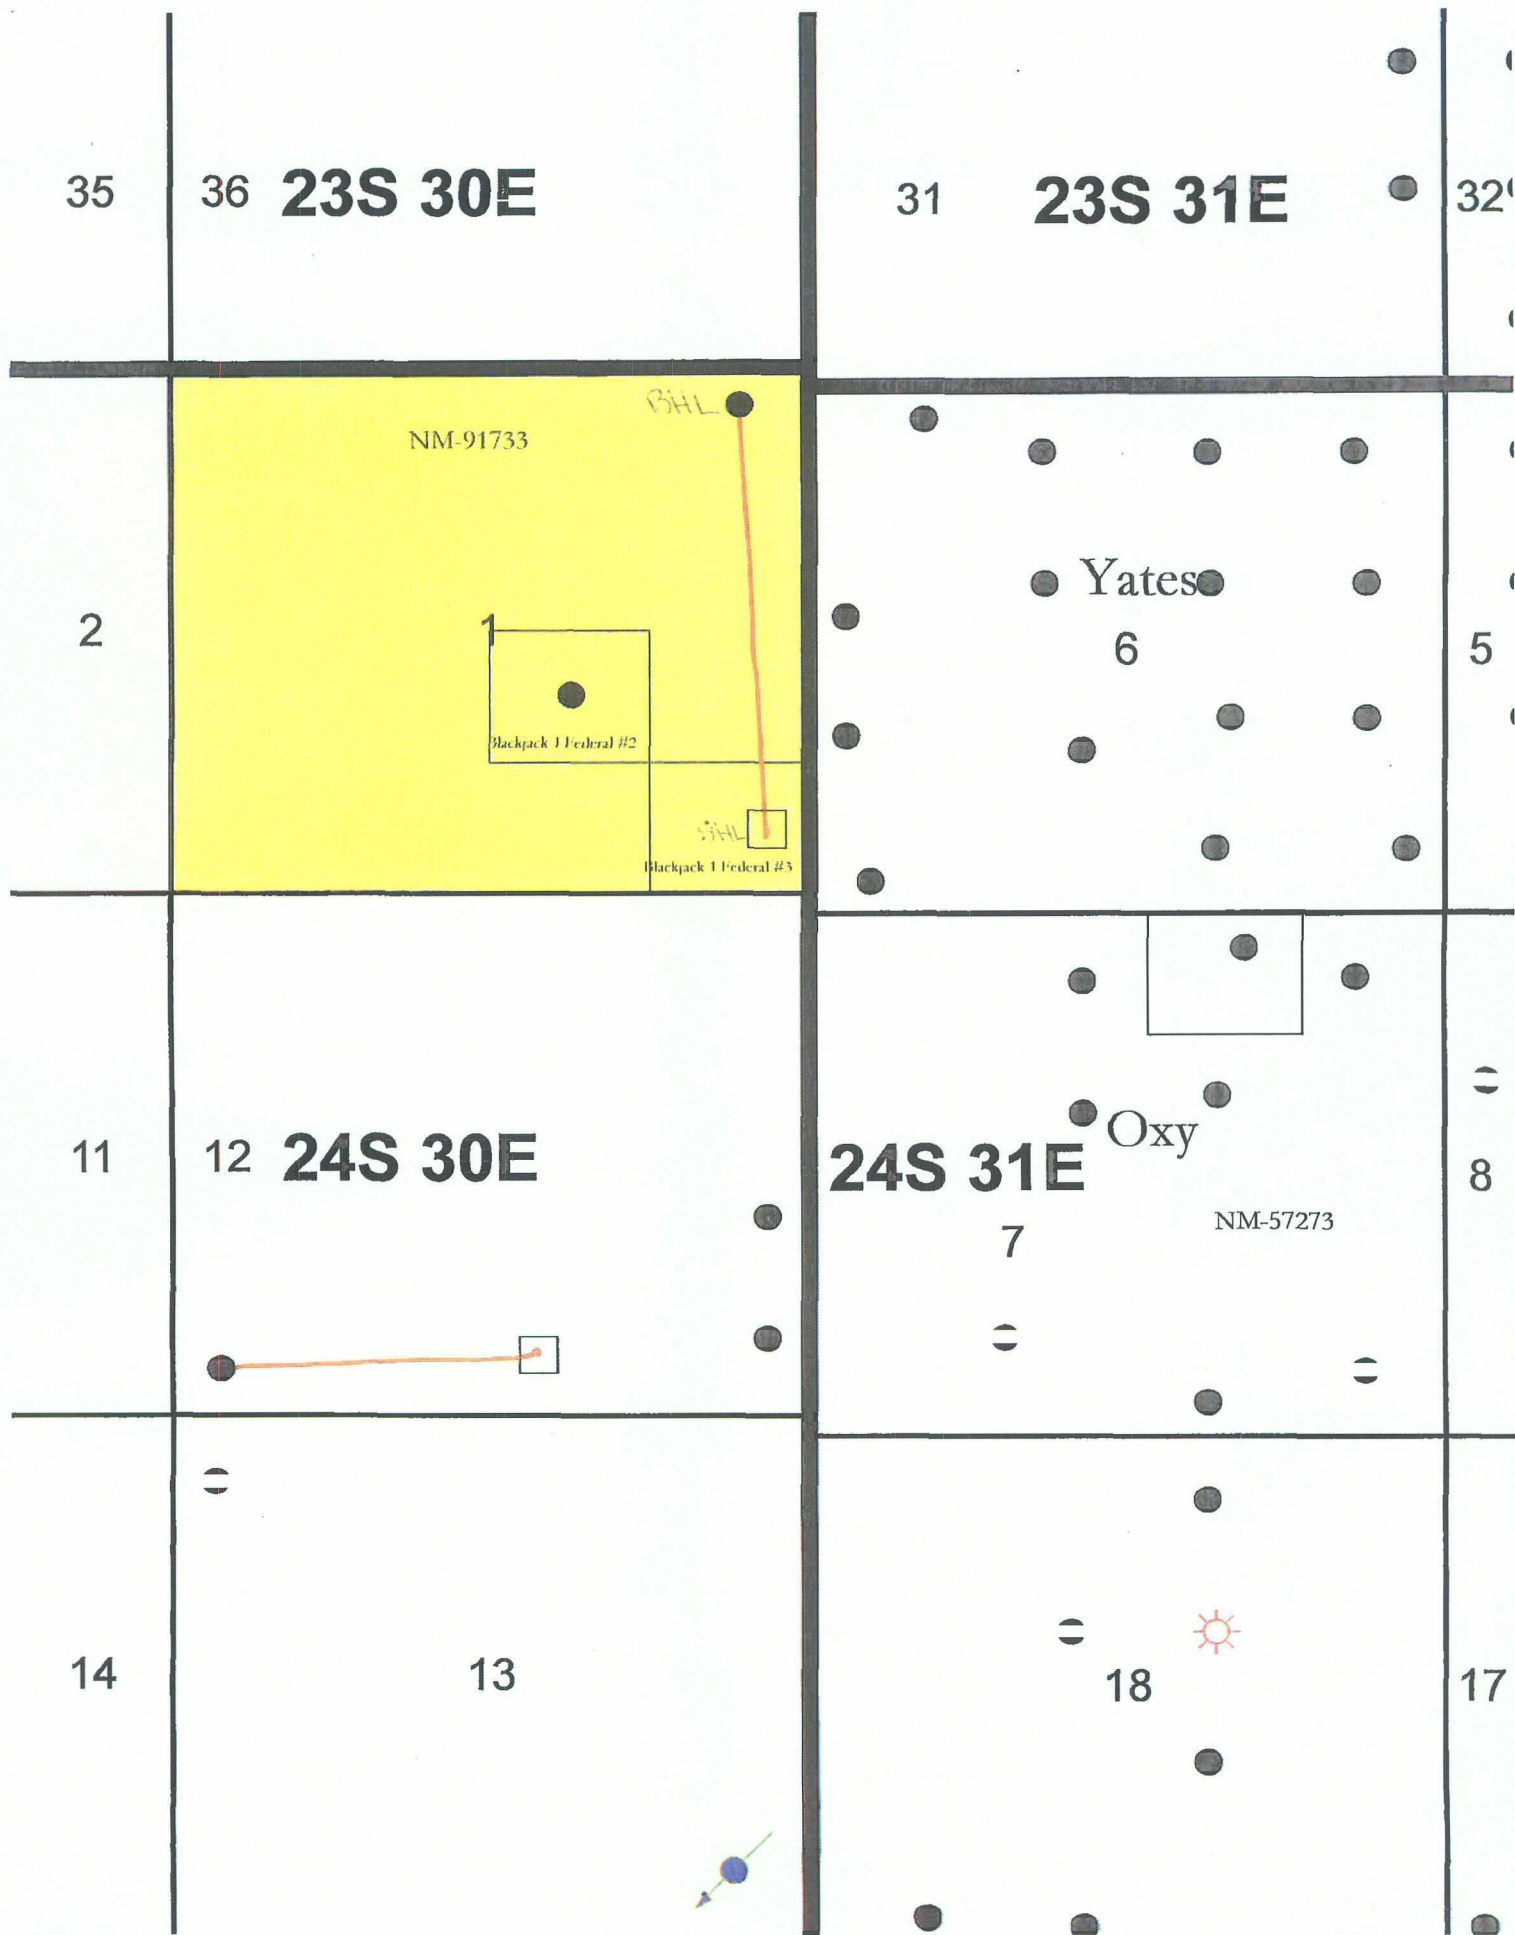 35
36 23S 30E
31 23S 31E
32
BHL
NM-91733
Yates
2
1
6
5
Blackjack 1 Federal #2
SHL
Blackjack 1 Federal #3
Oxy
11
12 24S 30E
24S 31E
8
NM-57273
7
14
13
18
17